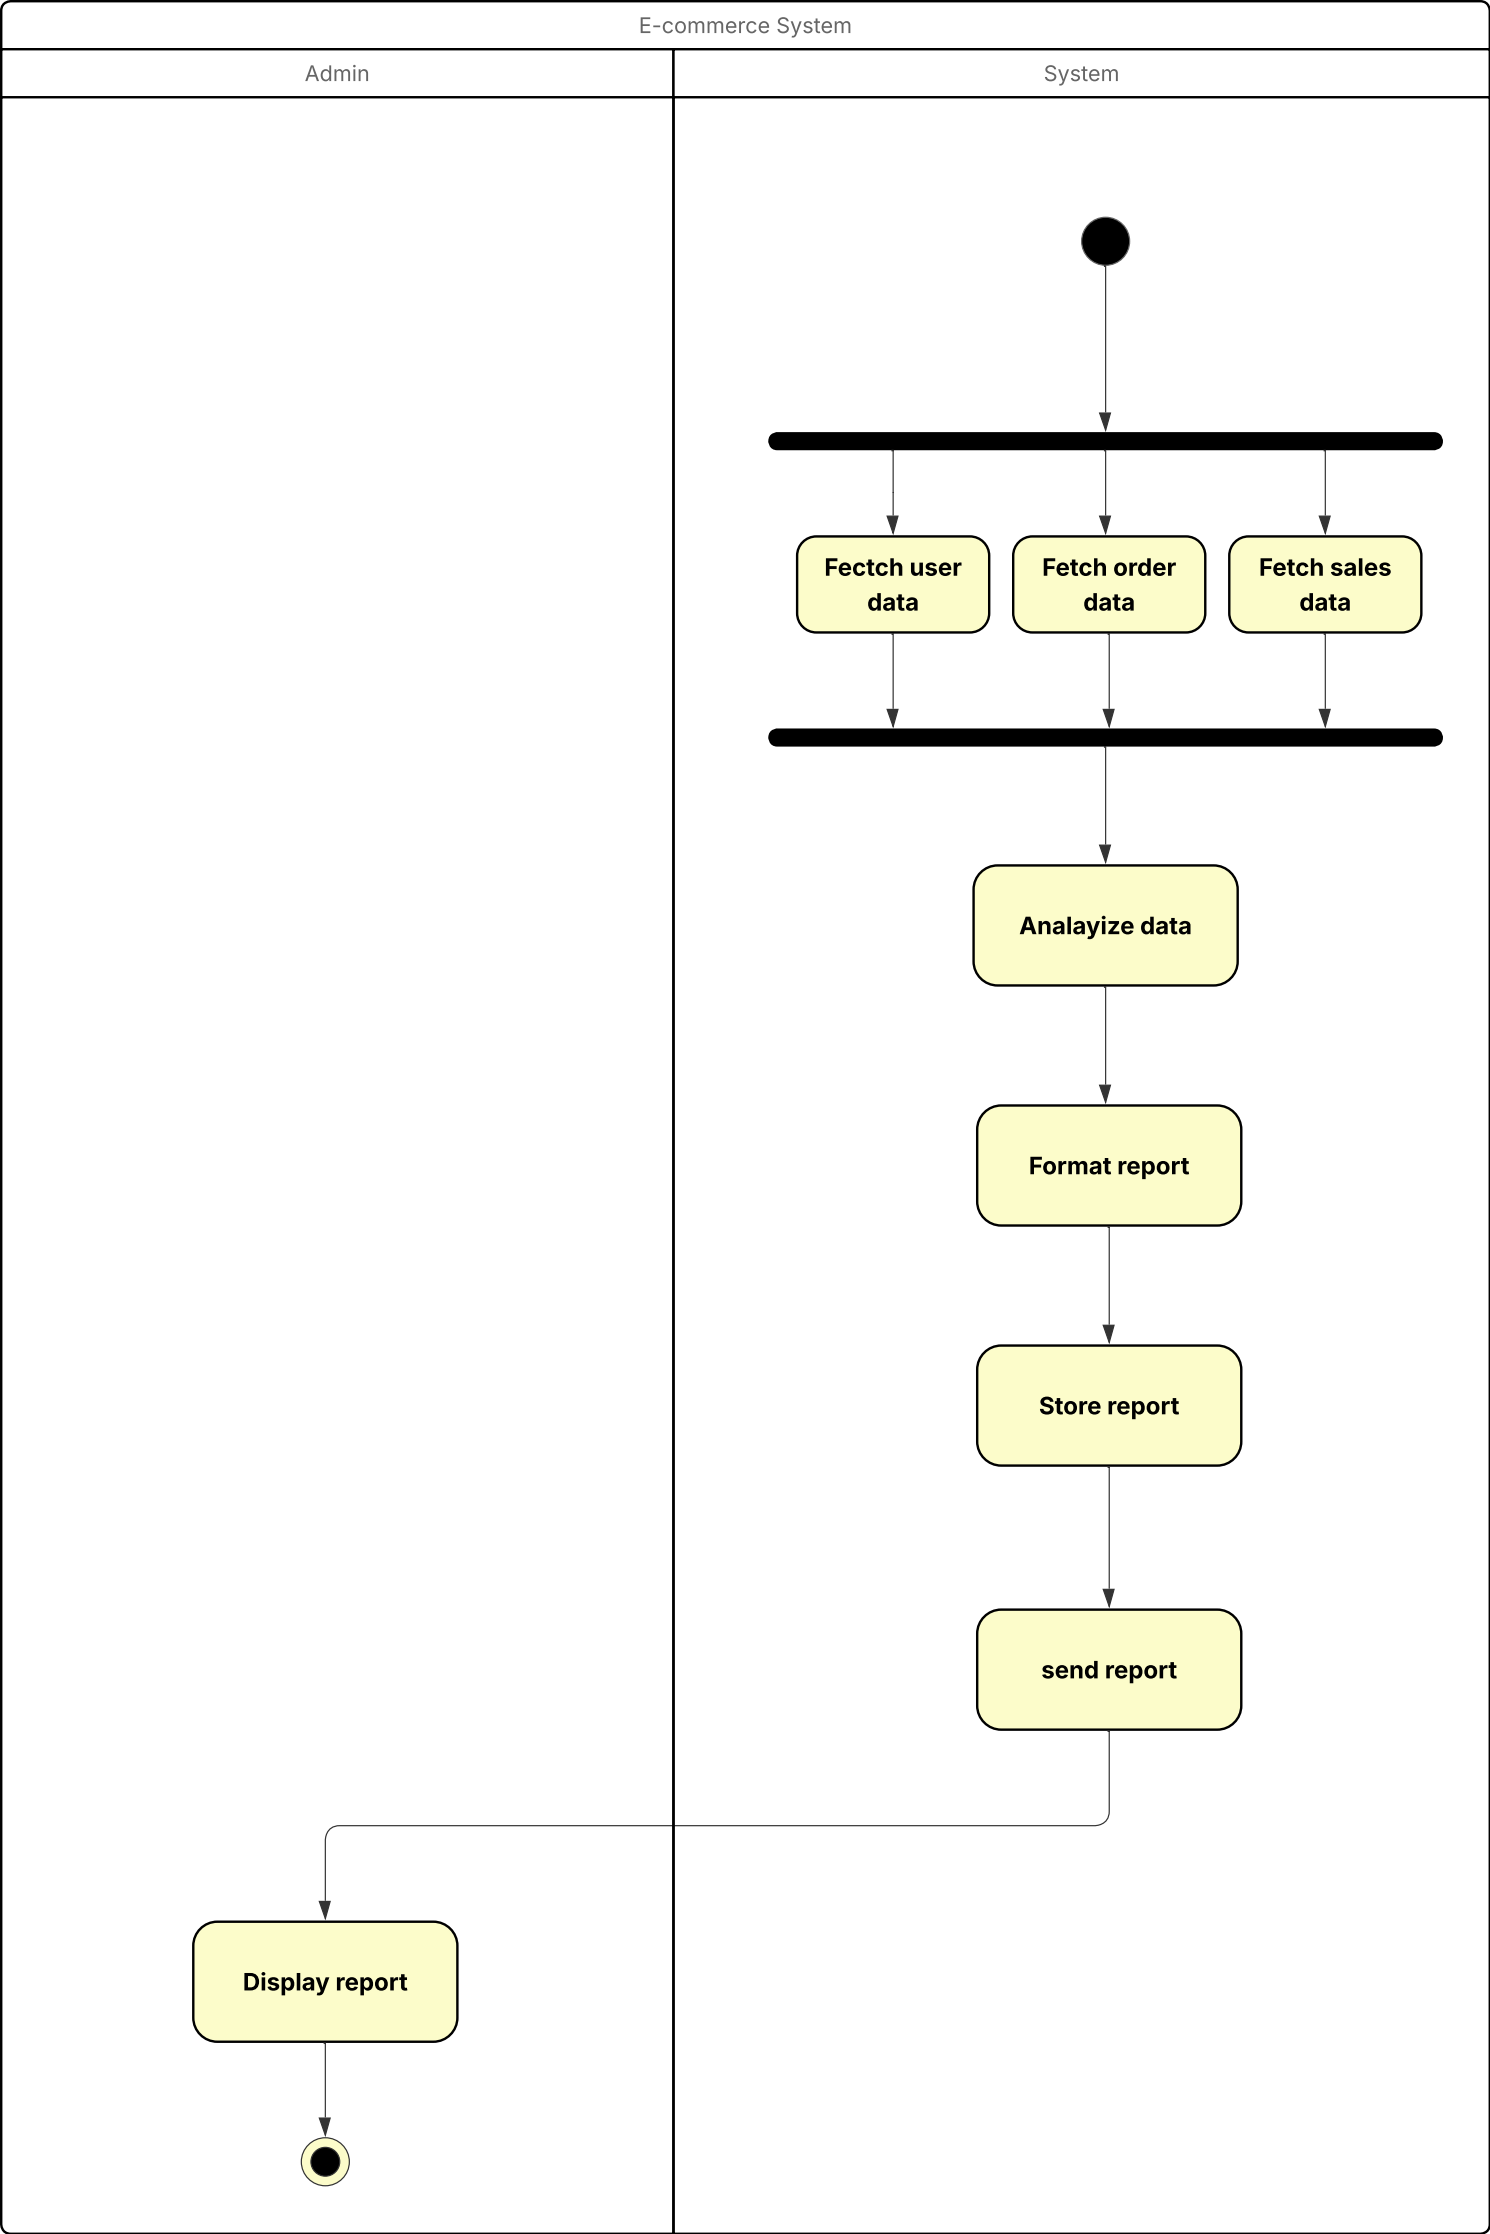 E-commerce System
Admin
System
Fectch user
data
Fetch order
data
Fetch sales
data
Analayize data
Format report
Store report
send report
Display report